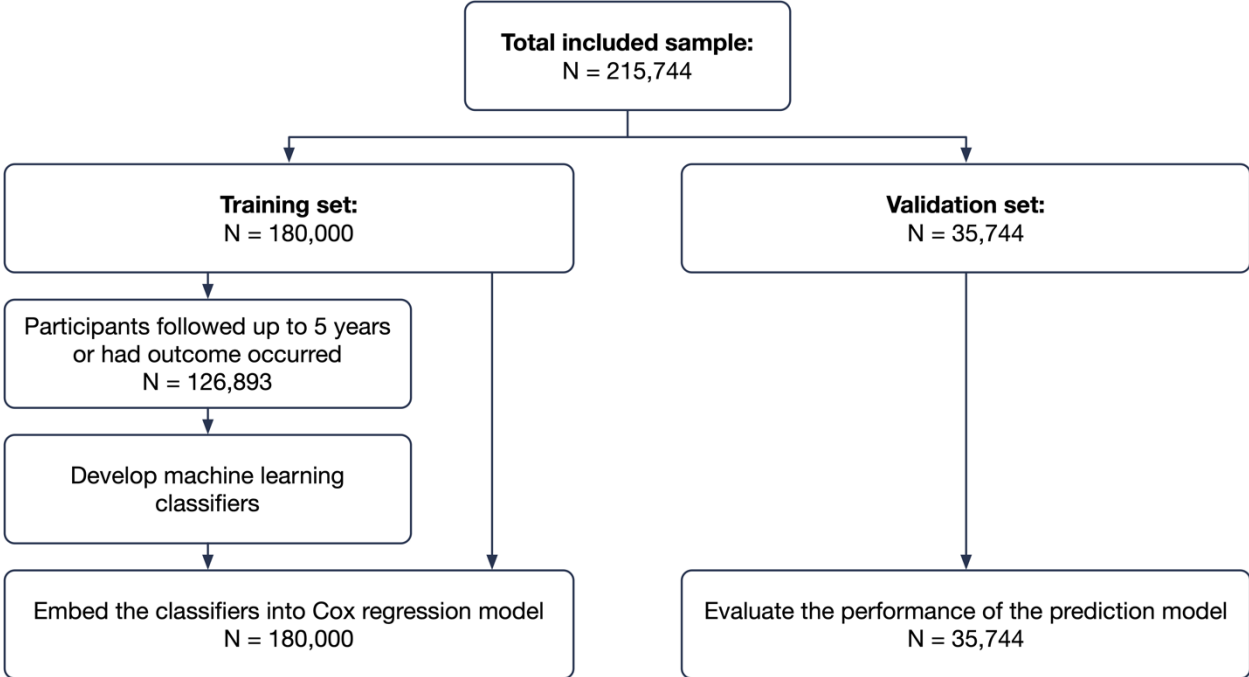 Total included sample:
N = 215,744
Training set:
N = 180,000
Validation set:
N = 35,744
Participants followed up to 5 years
or had outcome occurred
N = 126,893
Develop machine learning
classifiers
Embed the classifiers into Cox regression model
N = 180,000
Evaluate the performance of the prediction model
N = 35,744